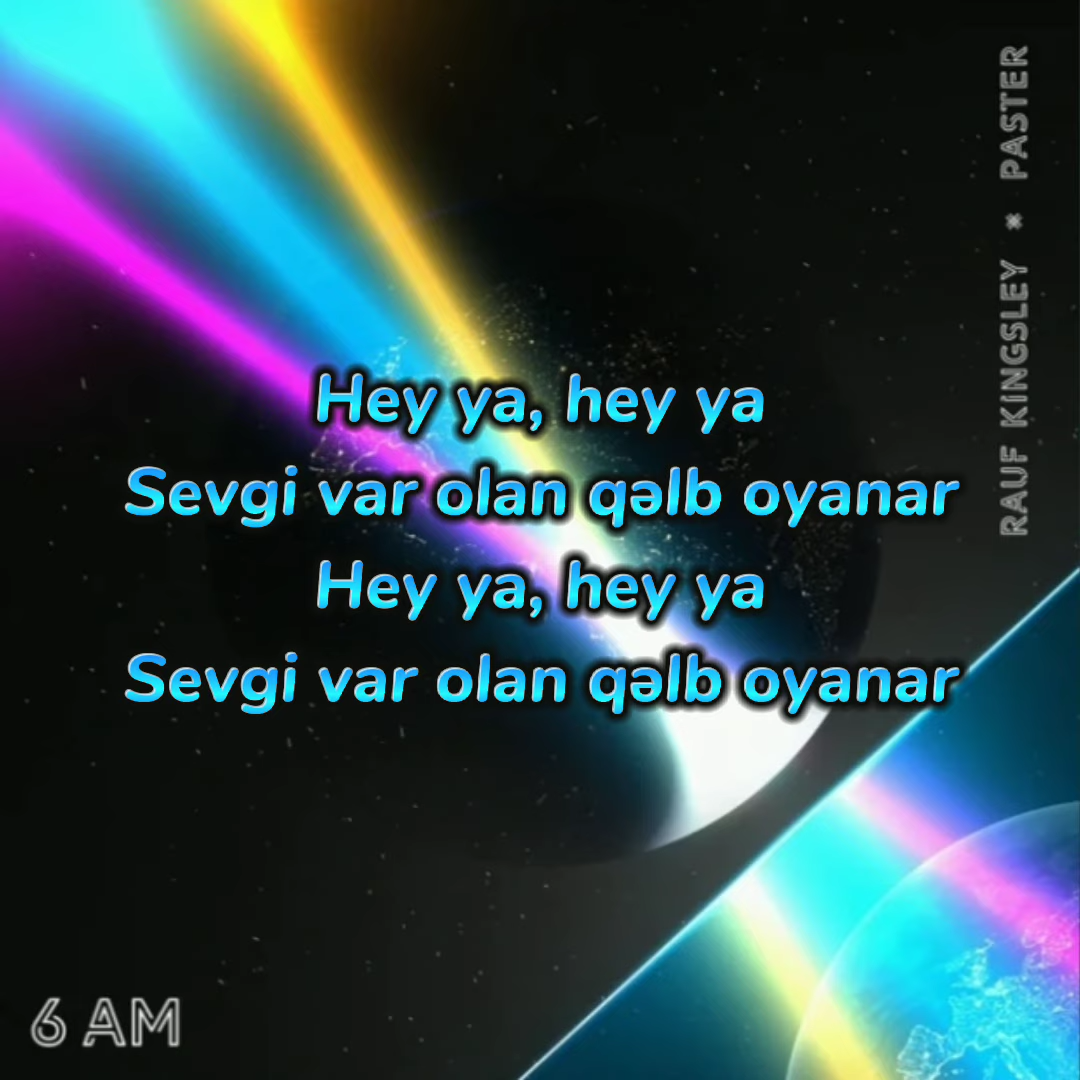 Hey ya, hey ya
Sevgi var olan qəlb oyanar
Hey ya, hey ya
Sevgi var olan qəlb oyanar
RAUF KINGSLEY × PASTER
6 AM